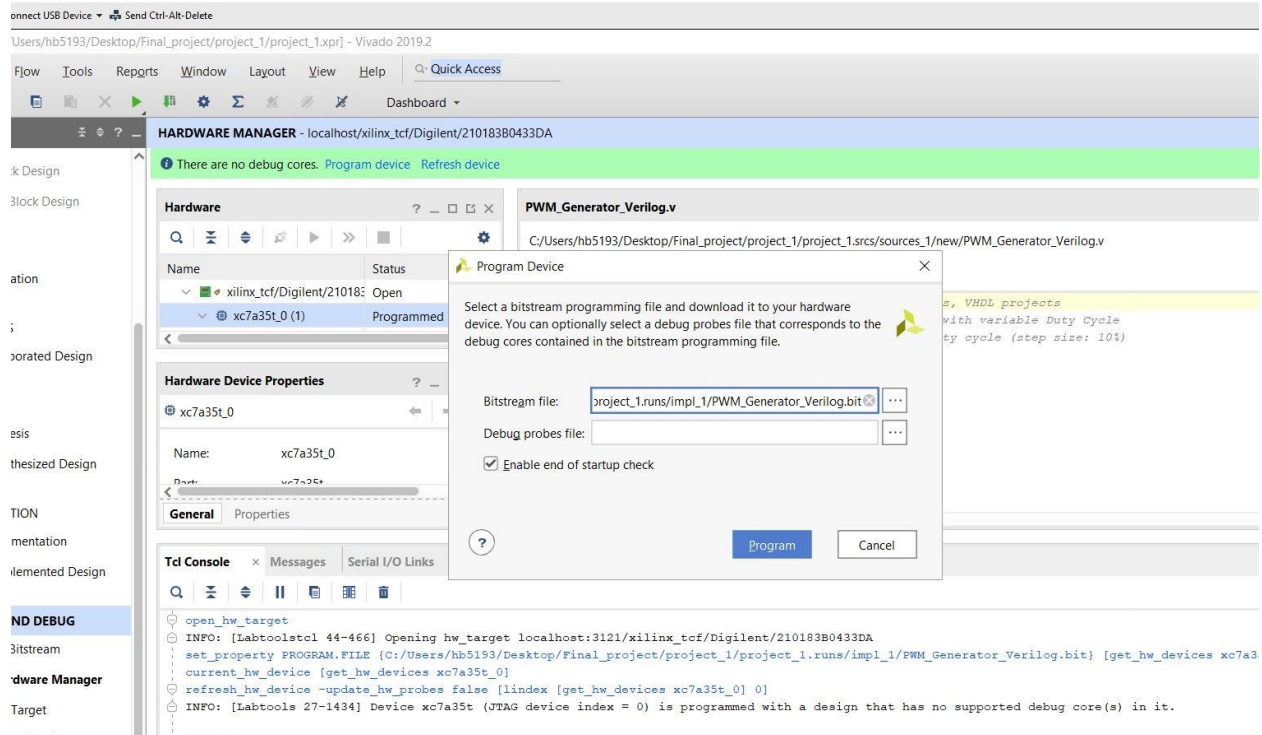 onnect USB Device Send Ctrl-Alt-Delete
/Users/hb5193/Desktop/Final_project/project_1/project_1.xpr] - Vivado 2019.2
Flow Tools Reports Window Layout View Help Quick Access
Dashboard
HARDWARE MANAGER - localhost/xilinx_tcf/Digilent/210183B0433DA
There are no debug cores. Program device Refresh device
k Design
Block Design
ation
orated Design
esis
thesized Design
TION
mentation
lemented Design
ND DEBUG
Bitstream
rdware Manager
Target
Hardware
Name Status
xilinx_tcf/Digilent/210183 Open
xc7a35t_0 (1) Programmed
Hardware Device Properties
xc7a35t_0
Name: xc7a35t_0
Part: xc7a35t
General Properties
PWM_Generator_Verilog.v
C:/Users/hb5193/Desktop/Final_project/project_1/project_1.srcs/sources_1/new/PWM_Generator_Verilog.v
s, VHDL projects
with variable Duty Cycle
ty cycle (step size: 10%)
Program Device
Select a bitstream programming file and download it to your hardware
device. You can optionally select a debug probes file that corresponds to the
debug cores contained in the bitstream programming file.
Bitstream file: project_1.runs/impl_1/PWM_Generator_Verilog.bit
Debug probes file:
Enable end of startup check
Program Cancel
Tcl Console Messages Serial I/O Links
open_hw_target
INFO: [Labtoolstcl 44-466] Opening hw_target localhost:3121/xilinx_tcf/Digilent/210183B0433DA
set_property PROGRAM.FILE {C:/Users/hb5193/Desktop/Final_project/project_1/project_1.runs/impl_1/PWM_Generator_Verilog.bit} [get_hw_devices xc7a3
current_hw_device [get_hw_devices xc7a35t_0]
refresh_hw_device -update_hw_probes false [lindex [get_hw_devices xc7a35t_0] 0]
INFO: [Labtools 27-1434] Device xc7a35t (JTAG device index = 0) is programmed with a design that has no supported debug core(s) in it.